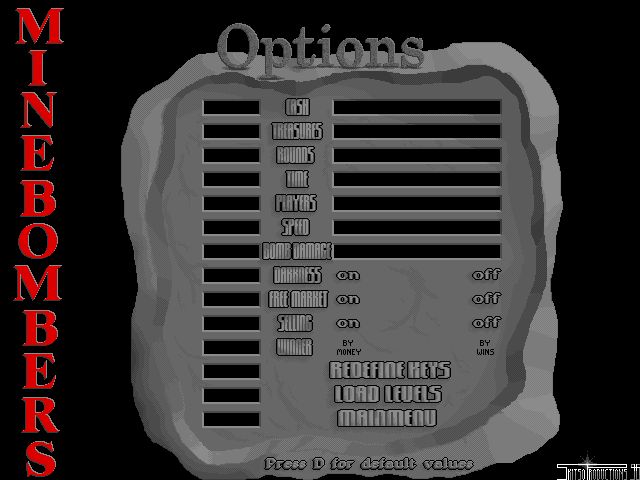 MINEBOMBERS
Options
CASH
TREASURES
ROUNDS
TIME
PLAYERS
SPEED
BOMB DAMAGE
DARKNESS on off
FREE MARKET on off
SELLING on off
WINNER BY MONEY BY WINS
REDEFINE KEYS
LOAD LEVELS
MAINMENU
Press D for default values